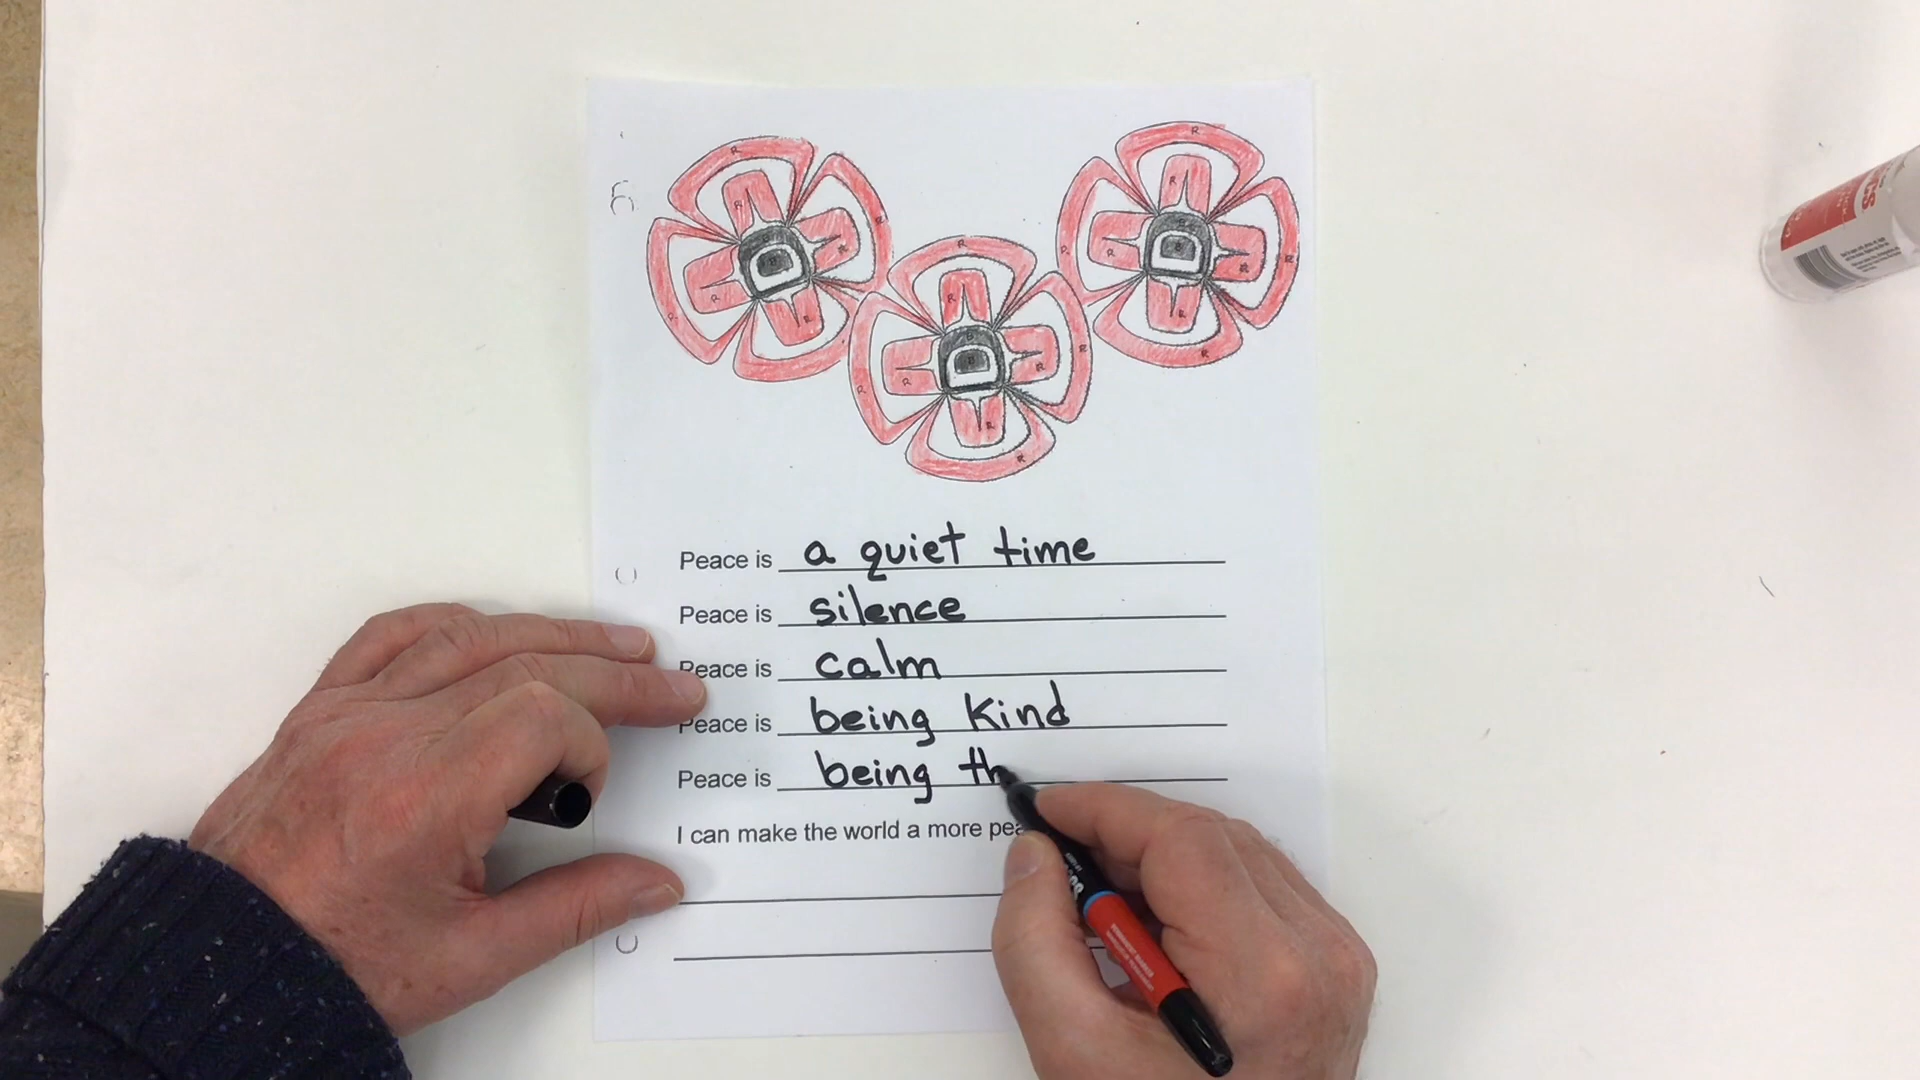 Peace is a quiet time
Peace is silence
Peace is calm
Peace is being kind
Peace is being th
I can make the world a more pea